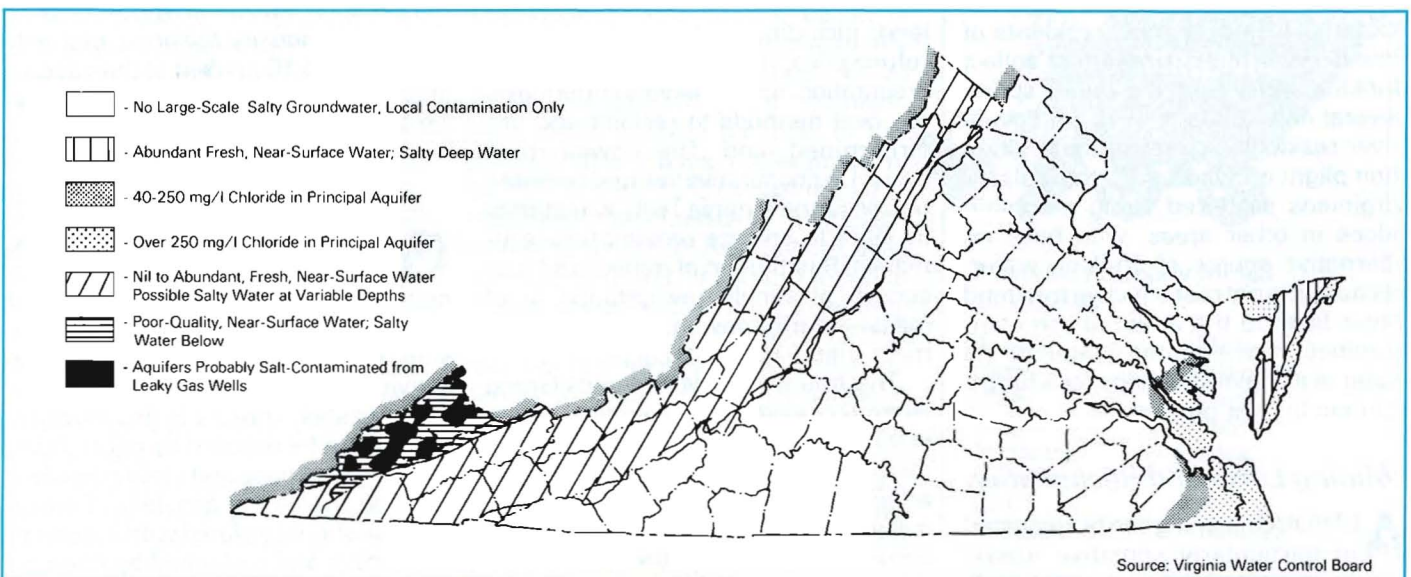 - No Large-Scale Salty Groundwater, Local Contamination Only
- Abundant Fresh, Near-Surface Water; Salty Deep Water
- 40-250 mg/l Chloride in Principal Aquifer
- Over 250 mg/l Chloride in Principal Aquifer
- Nil to Abundant, Fresh, Near-Surface Water
Possible Salty Water at Variable Depths
- Poor-Quality, Near-Surface Water; Salty
Water Below
- Aquifers Probably Salt-Contaminated from
Leaky Gas Wells
Source: Virginia Water Control Board